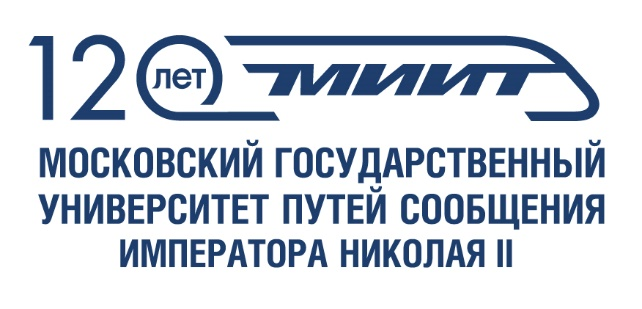 120 лет МИИТ
МОСКОВСКИЙ ГОСУДАРСТВЕННЫЙ
УНИВЕРСИТЕТ ПУТЕЙ СООБЩЕНИЯ
ИМПЕРАТОРА НИКОЛАЯ II